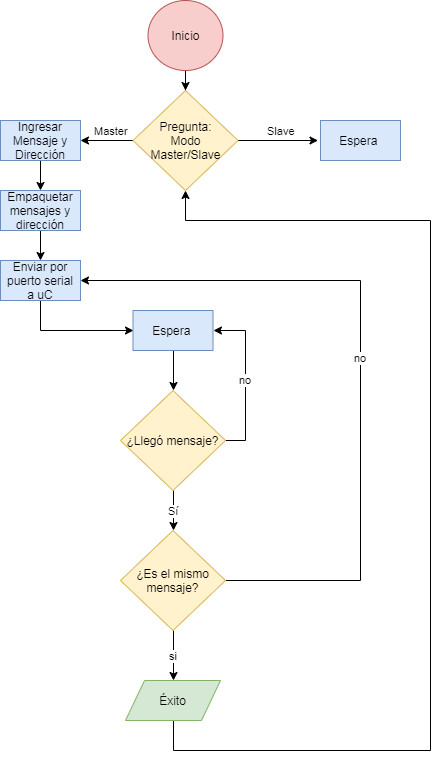 Inicio
Pregunta:
Modo
Master/Slave
Master
Slave
Ingresar
Mensaje y
Dirección
Espera
Empaquetar
mensajes y
dirección
Enviar por
puerto serial
a uC
Espera
no
no
¿Llegó mensaje?
Sí
¿Es el mismo
mensaje?
si
Éxito